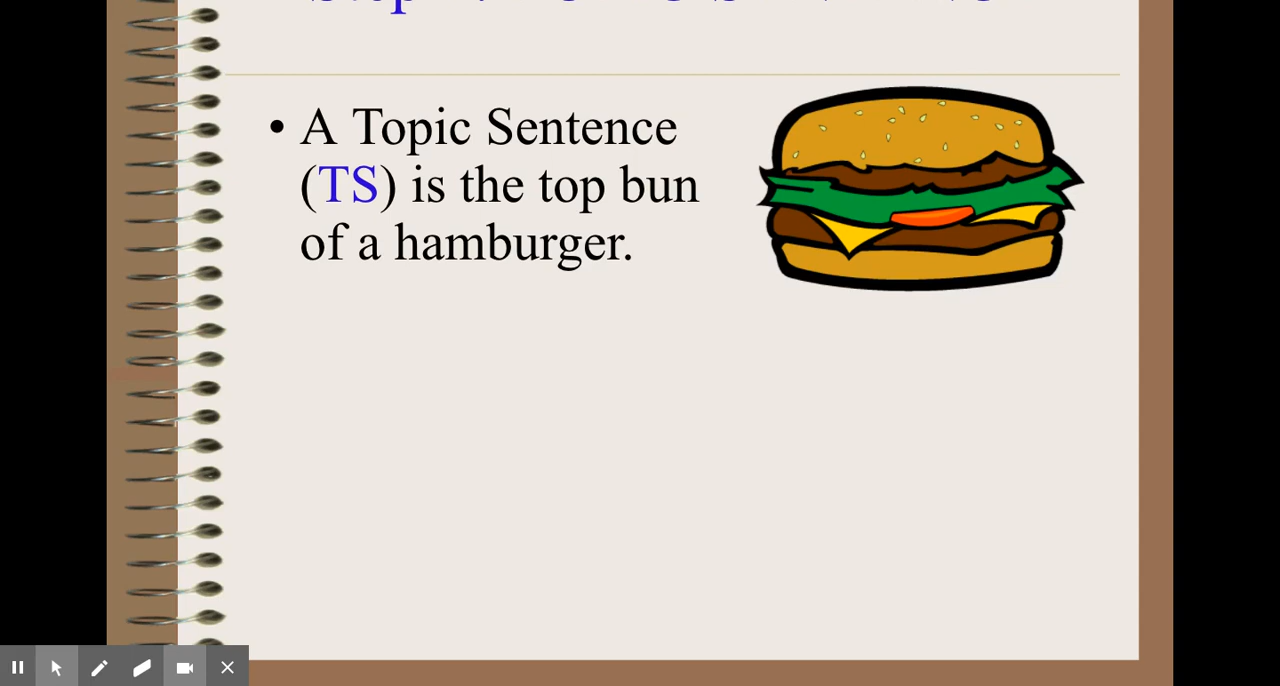 • A Topic Sentence
(TS) is the top bun
of a hamburger.